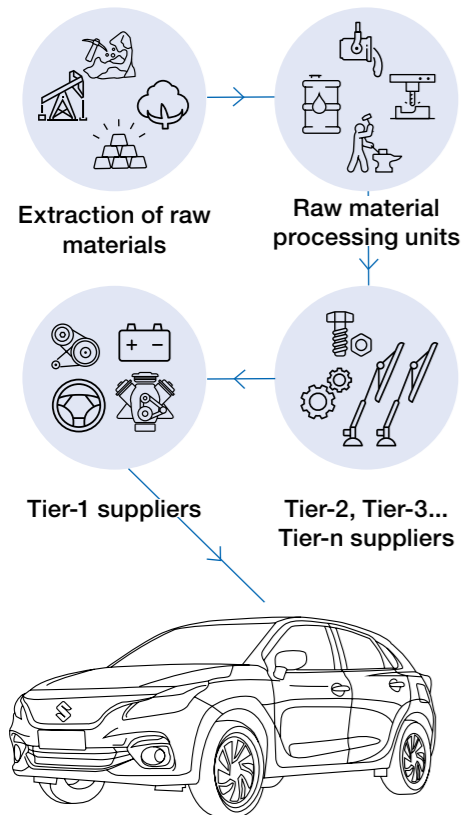 Extraction of raw
materials
Raw material
processing units
Tier-1 suppliers
Tier-2, Tier-3...
Tier-n suppliers